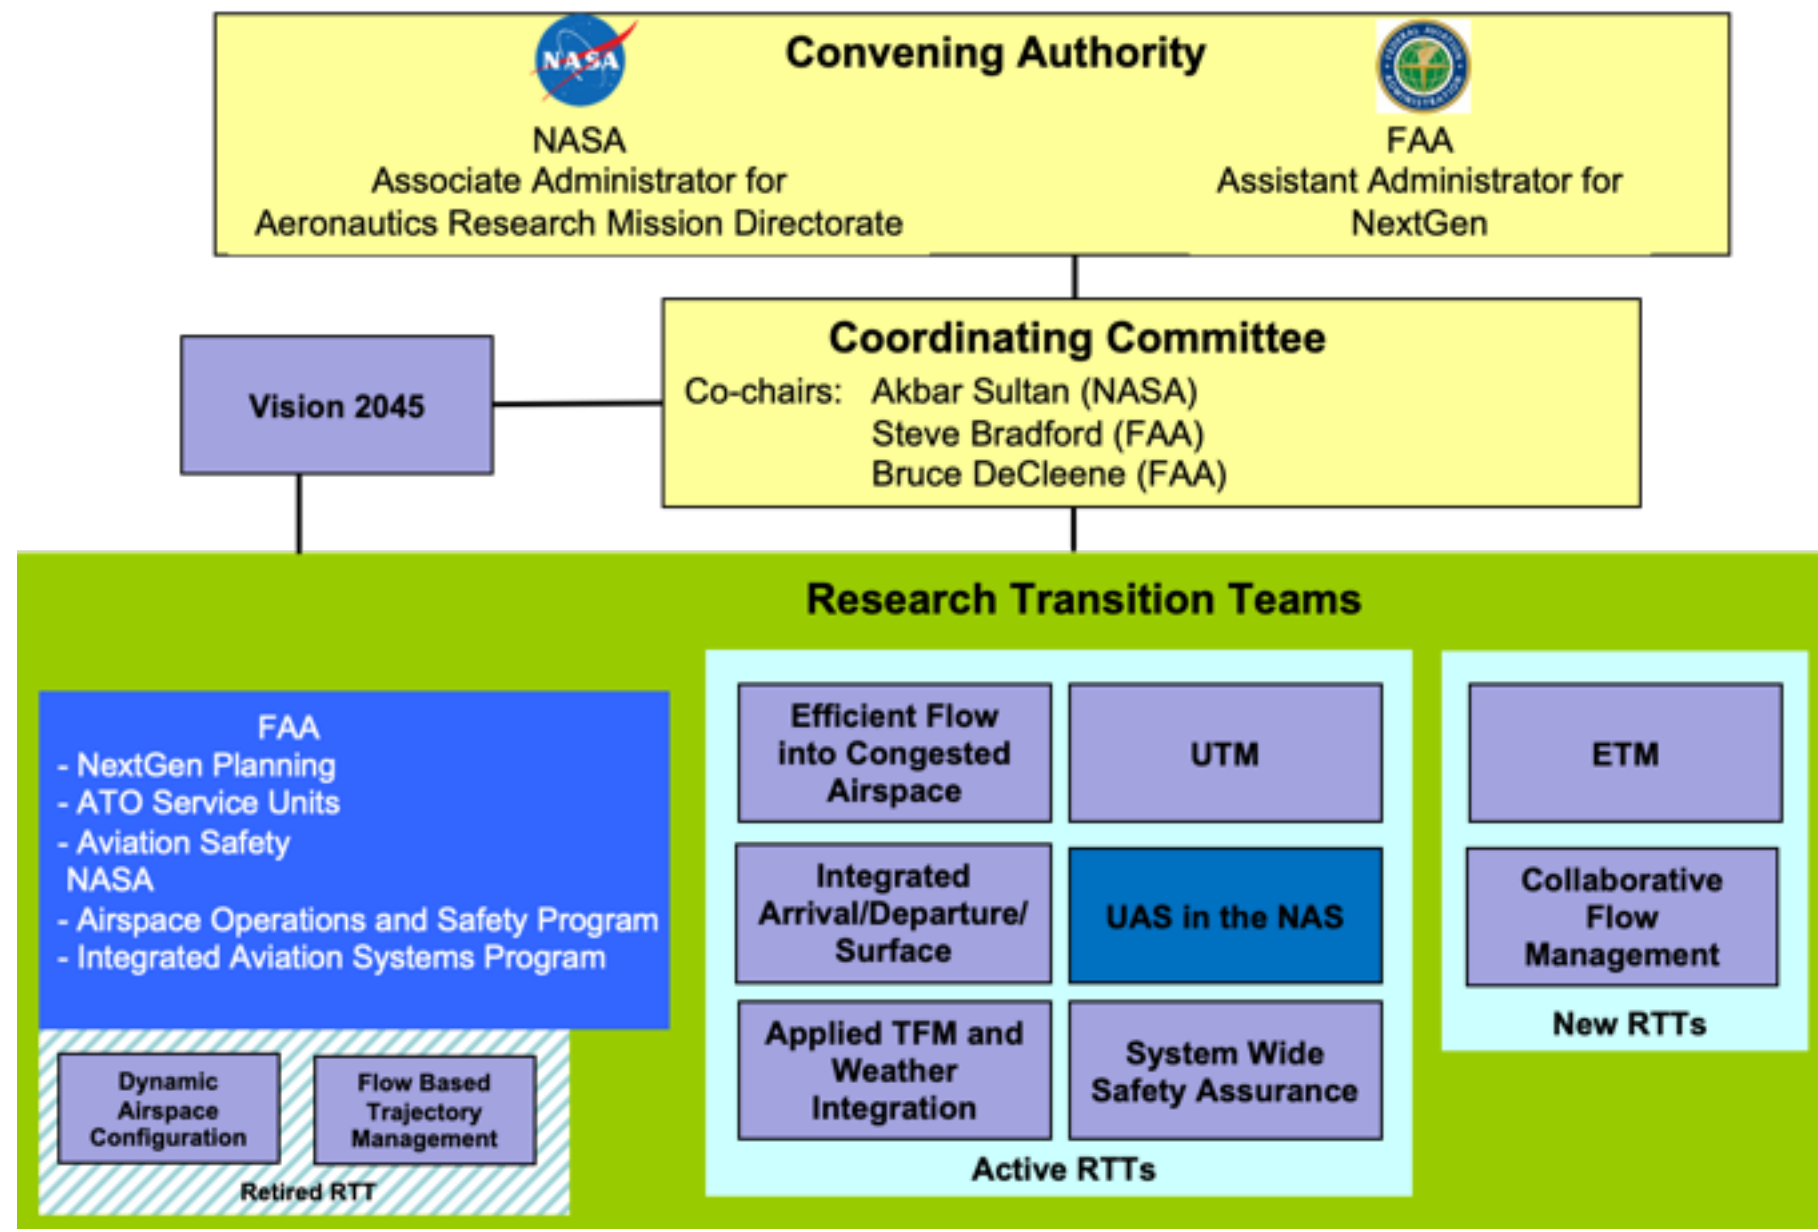 Convening Authority
NASA
NASA
Associate Administrator for
Aeronautics Research Mission Directorate
FEDERAL AVIATION
ADMINISTRATION
FAA
Assistant Administrator for
NextGen
Coordinating Committee
Co-chairs: Akbar Sultan (NASA)
Steve Bradford (FAA)
Bruce DeCleene (FAA)
Vision 2045
Research Transition Teams
FAA
- NextGen Planning
- ATO Service Units
- Aviation Safety
NASA
- Airspace Operations and Safety Program
- Integrated Aviation Systems Program
Dynamic
Airspace
Configuration
Flow Based
Trajectory
Management
Retired RTT
Efficient Flow
into Congested
Airspace
UTM
Integrated
Arrival/Departure/
Surface
UAS in the NAS
Applied TFM and
Weather
Integration
System Wide
Safety Assurance
Active RTTs
ETM
Collaborative
Flow
Management
New RTTs